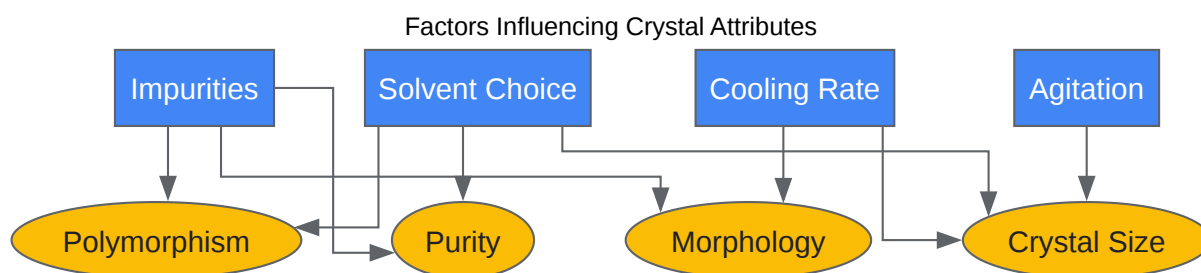 Factors Influencing Crystal Attributes
Impurities
Solvent Choice
Cooling Rate
Agitation
Polymorphism
Purity
Morphology
Crystal Size